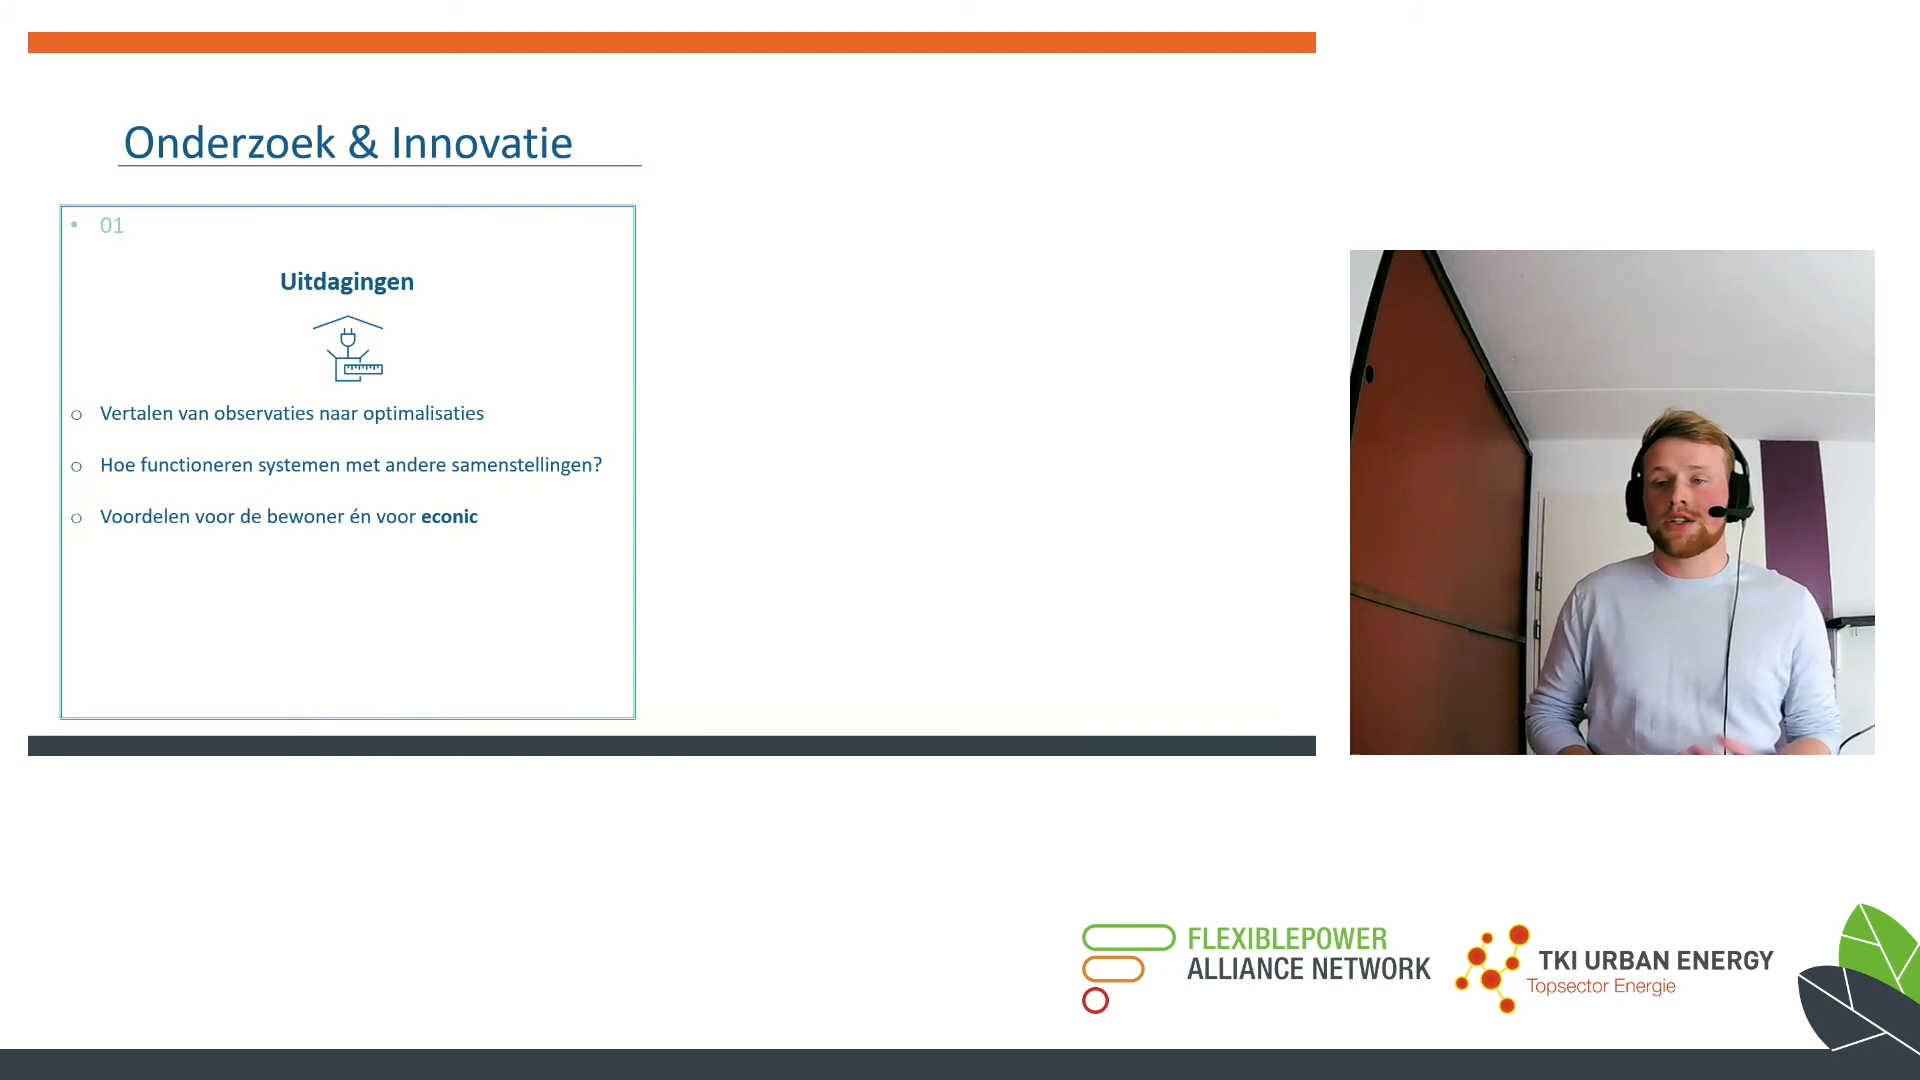 Onderzoek & Innovatie
• 01
Uitdagingen
o Vertalen van observaties naar optimalisaties
o Hoe functioneren systemen met andere samenstellingen?
o Voordelen voor de bewoner én voor econic
FLEXIBLEPOWER
ALLIANCE NETWORK
TKI URBAN ENERGY
Topsector Energie